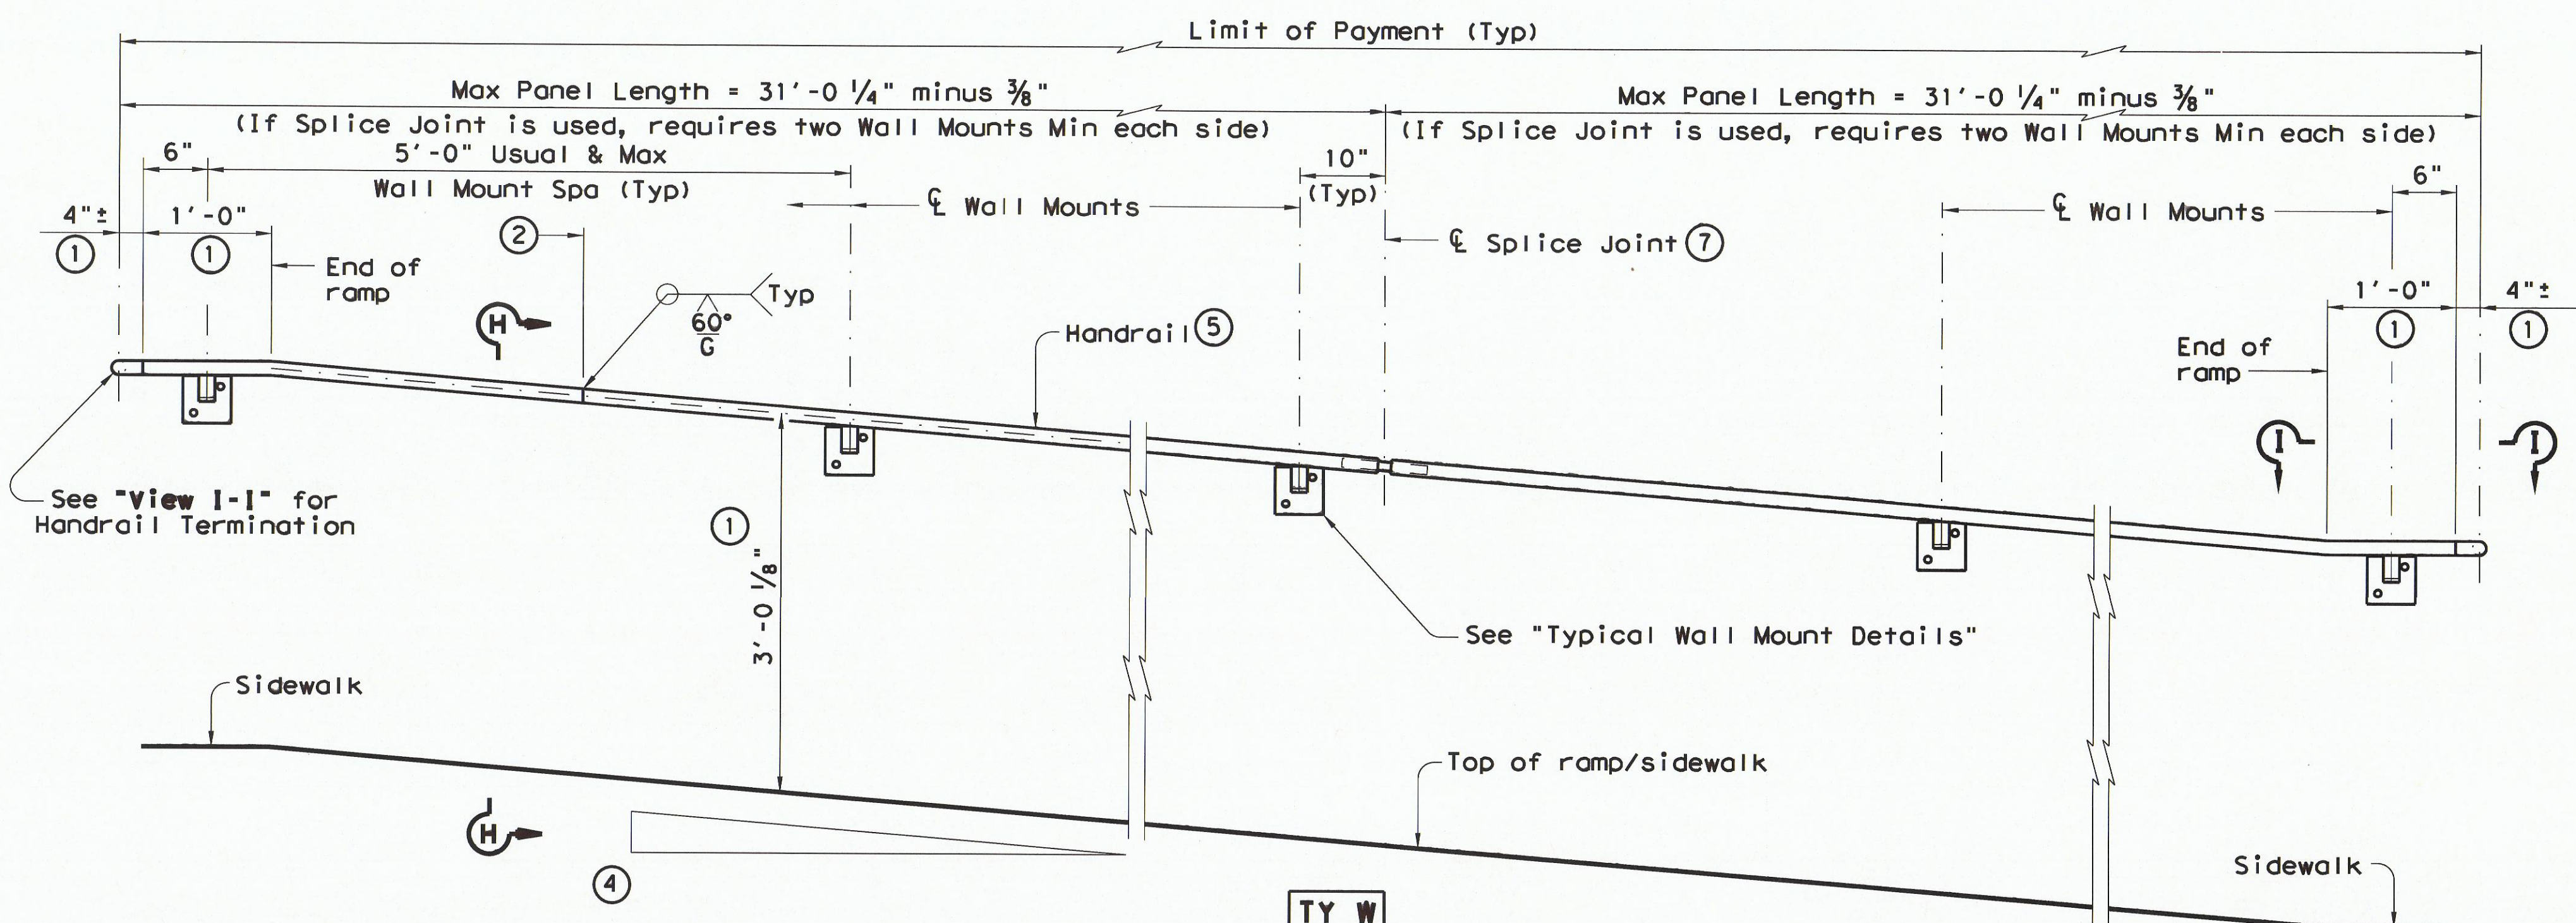 Limit of Payment (Typ)
Max Panel Length = 31'-0 1/4" minus 3/8"
(If Splice Joint is used, requires two Wall Mounts Min each side)
Max Panel Length = 31'-0 1/4" minus 3/8"
(If Splice Joint is used, requires two Wall Mounts Min each side)
6"
5'-0" Usual & Max
Wall Mount Spa (Typ)
10"
(Typ)
6"
4"±
1
1'-0"
1
℄ Wall Mounts
℄ Wall Mounts
2
℄ Splice Joint 7
End of
ramp
Typ
60°
G
H
Handrail 5
1'-0"
1
4"±
1
End of
ramp
I
I
See "View I-I" for
Handrail Termination
1
3'-0 1/8"
See "Typical Wall Mount Details"
Sidewalk
Top of ramp/sidewalk
H
4
Sidewalk
TY W